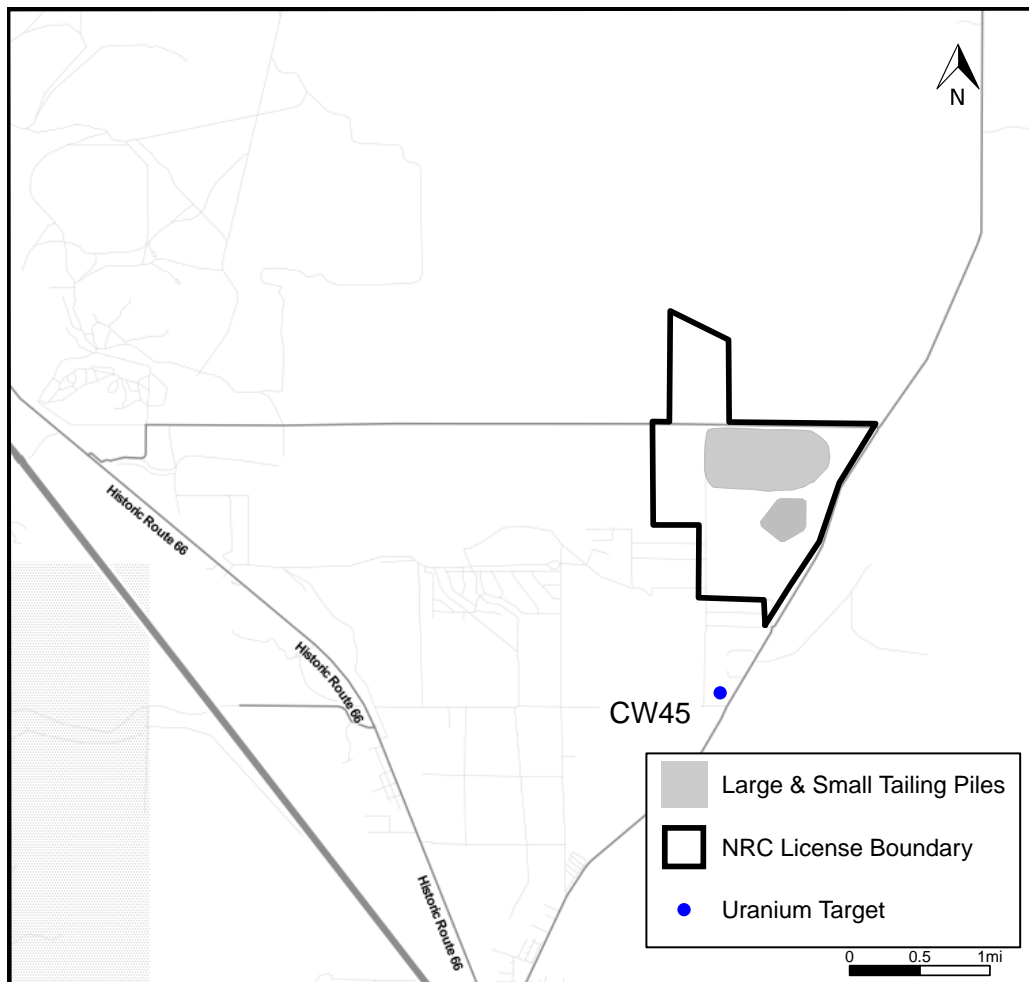 N
Historic Route 66
Historic Route 66
CW45
Large & Small Tailing Piles
NRC License Boundary
Uranium Target
Historic Route 66
0 0.5 1mi